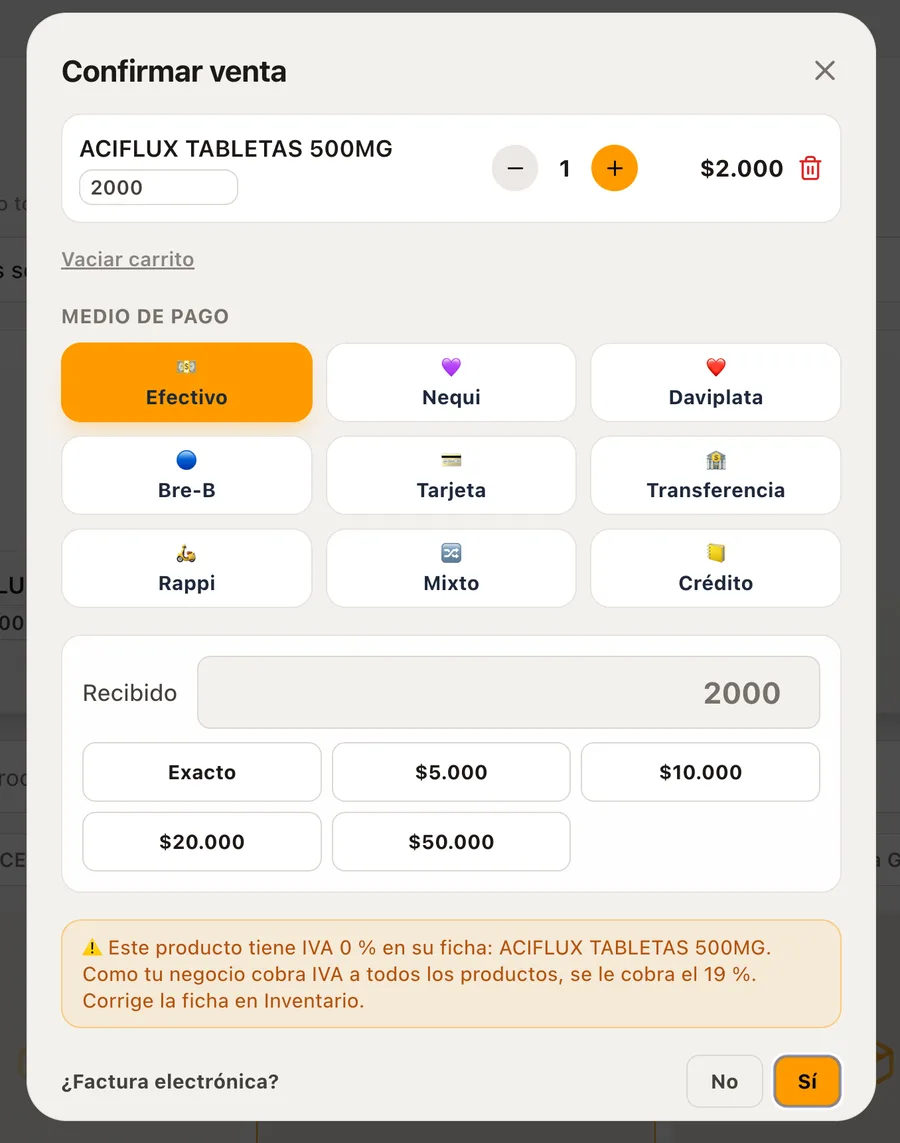 Confirmar venta
ACIFLUX TABLETAS 500MG
2000
1
$2.000
Vaciar carrito
MEDIO DE PAGO
Efectivo
Nequi
Daviplata
Bre-B
Tarjeta
Transferencia
Rappi
Mixto
Crédito
Recibido
2000
Exacto
$5.000
$10.000
$20.000
$50.000
⚠️ Este producto tiene IVA 0 % en su ficha: ACIFLUX TABLETAS 500MG.
Como tu negocio cobra IVA a todos los productos, se le cobra el 19 %.
Corrige la ficha en Inventario.
¿Factura electrónica?
No
Sí